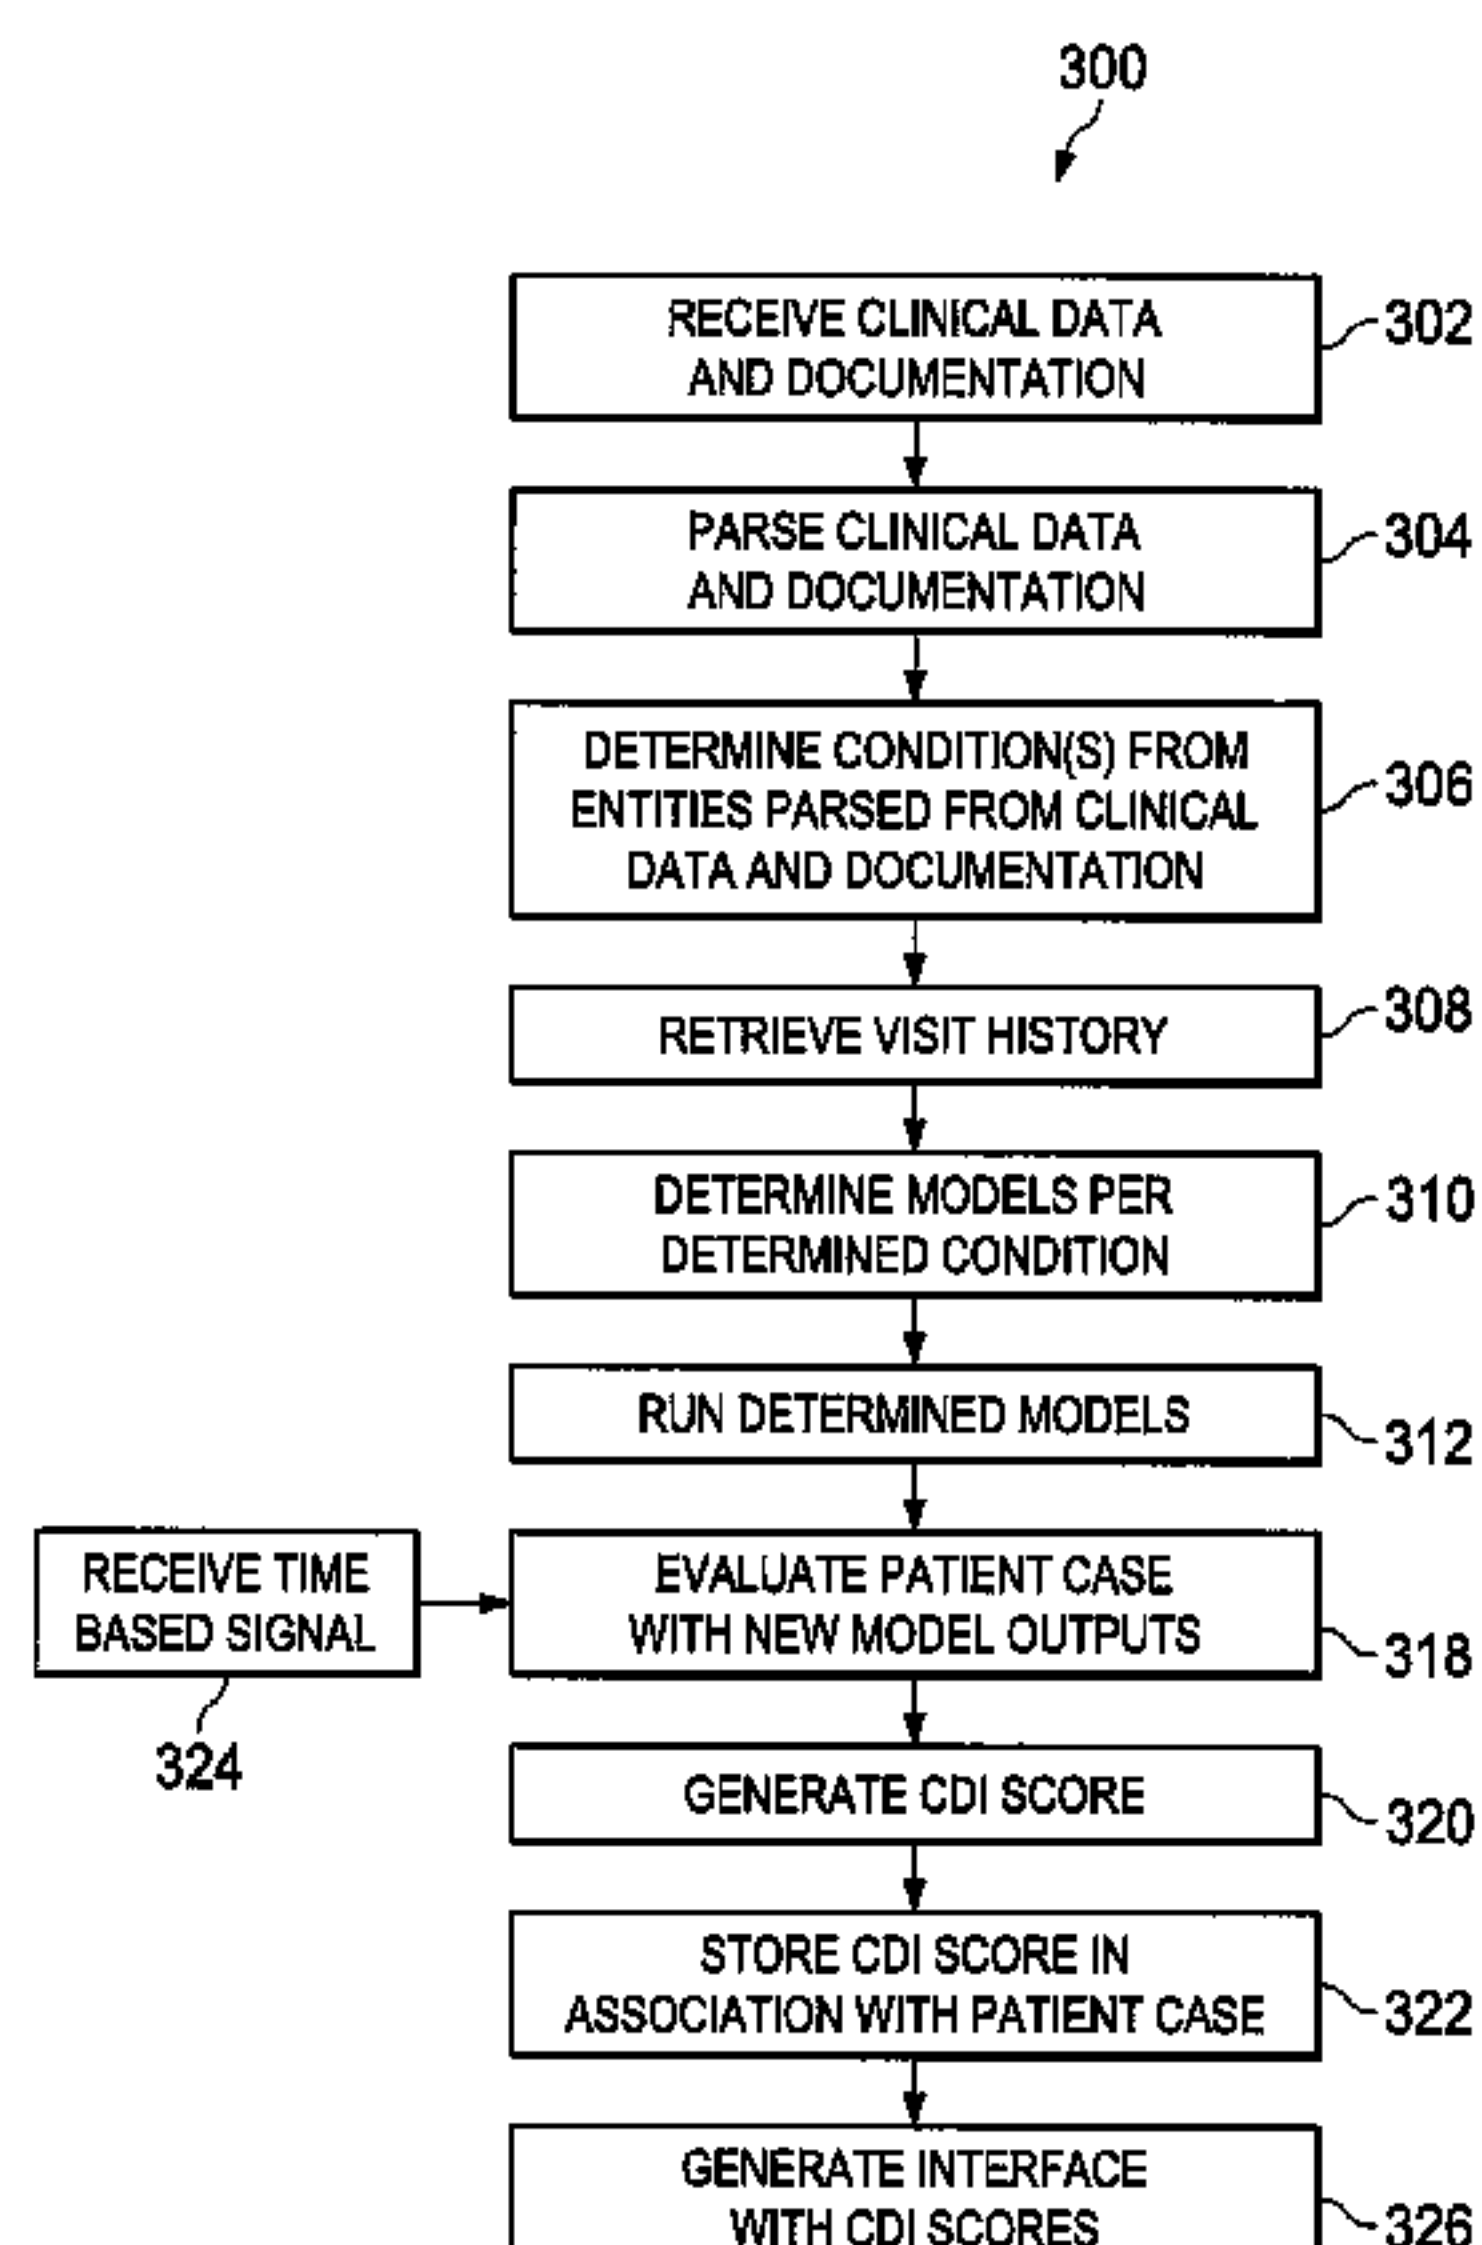 300
RECEIVE CLINICAL DATA
AND DOCUMENTATION
302
PARSE CLINICAL DATA
AND DOCUMENTATION
304
DETERMINE CONDITION(S) FROM
ENTITIES PARSED FROM CLINICAL
DATA AND DOCUMENTATION
306
RETRIEVE VISIT HISTORY
308
DETERMINE MODELS PER
DETERMINED CONDITION
310
RUN DETERMINED MODELS
312
RECEIVE TIME
BASED SIGNAL
324
EVALUATE PATIENT CASE
WITH NEW MODEL OUTPUTS
318
GENERATE CDI SCORE
320
STORE CDI SCORE IN
ASSOCIATION WITH PATIENT CASE
322
GENERATE INTERFACE
WITH CDI SCORES
326